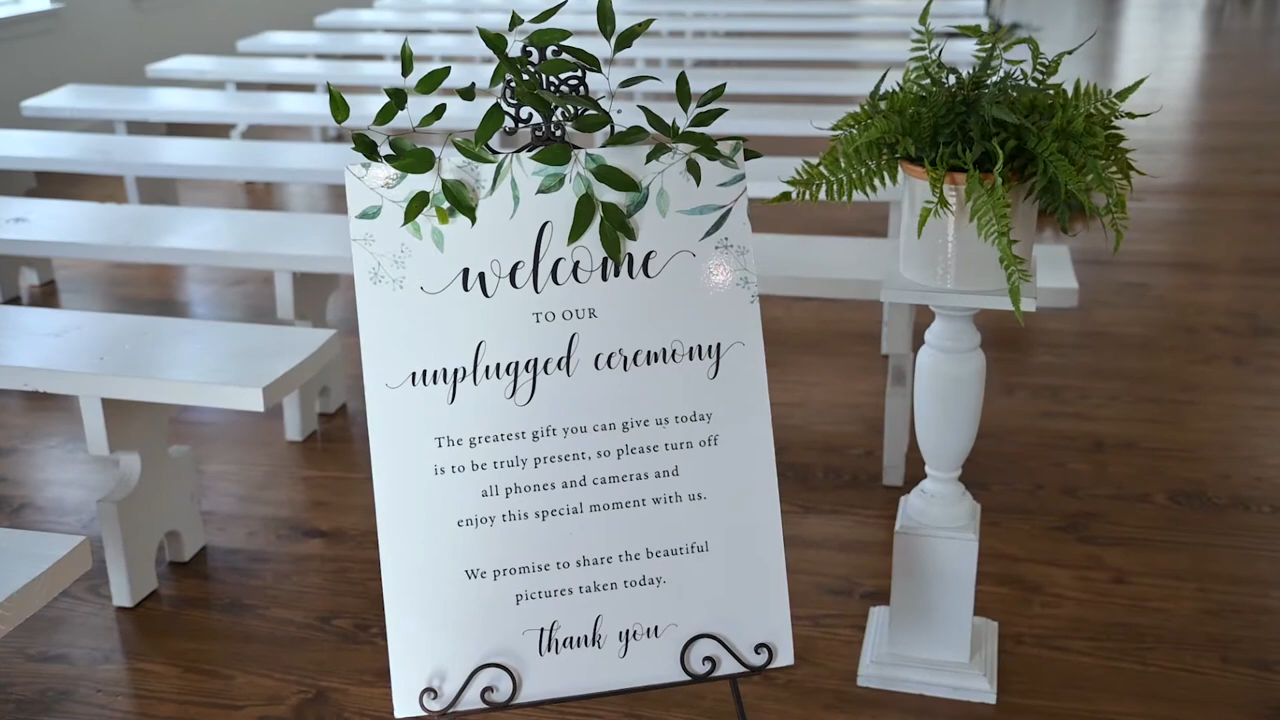 welcome
TO OUR
unplugged ceremony
The greatest gift you can give us today
is to be truly present, so please turn off
all phones and cameras and
enjoy this special moment with us.
We promise to share the beautiful
pictures taken today.
thank you